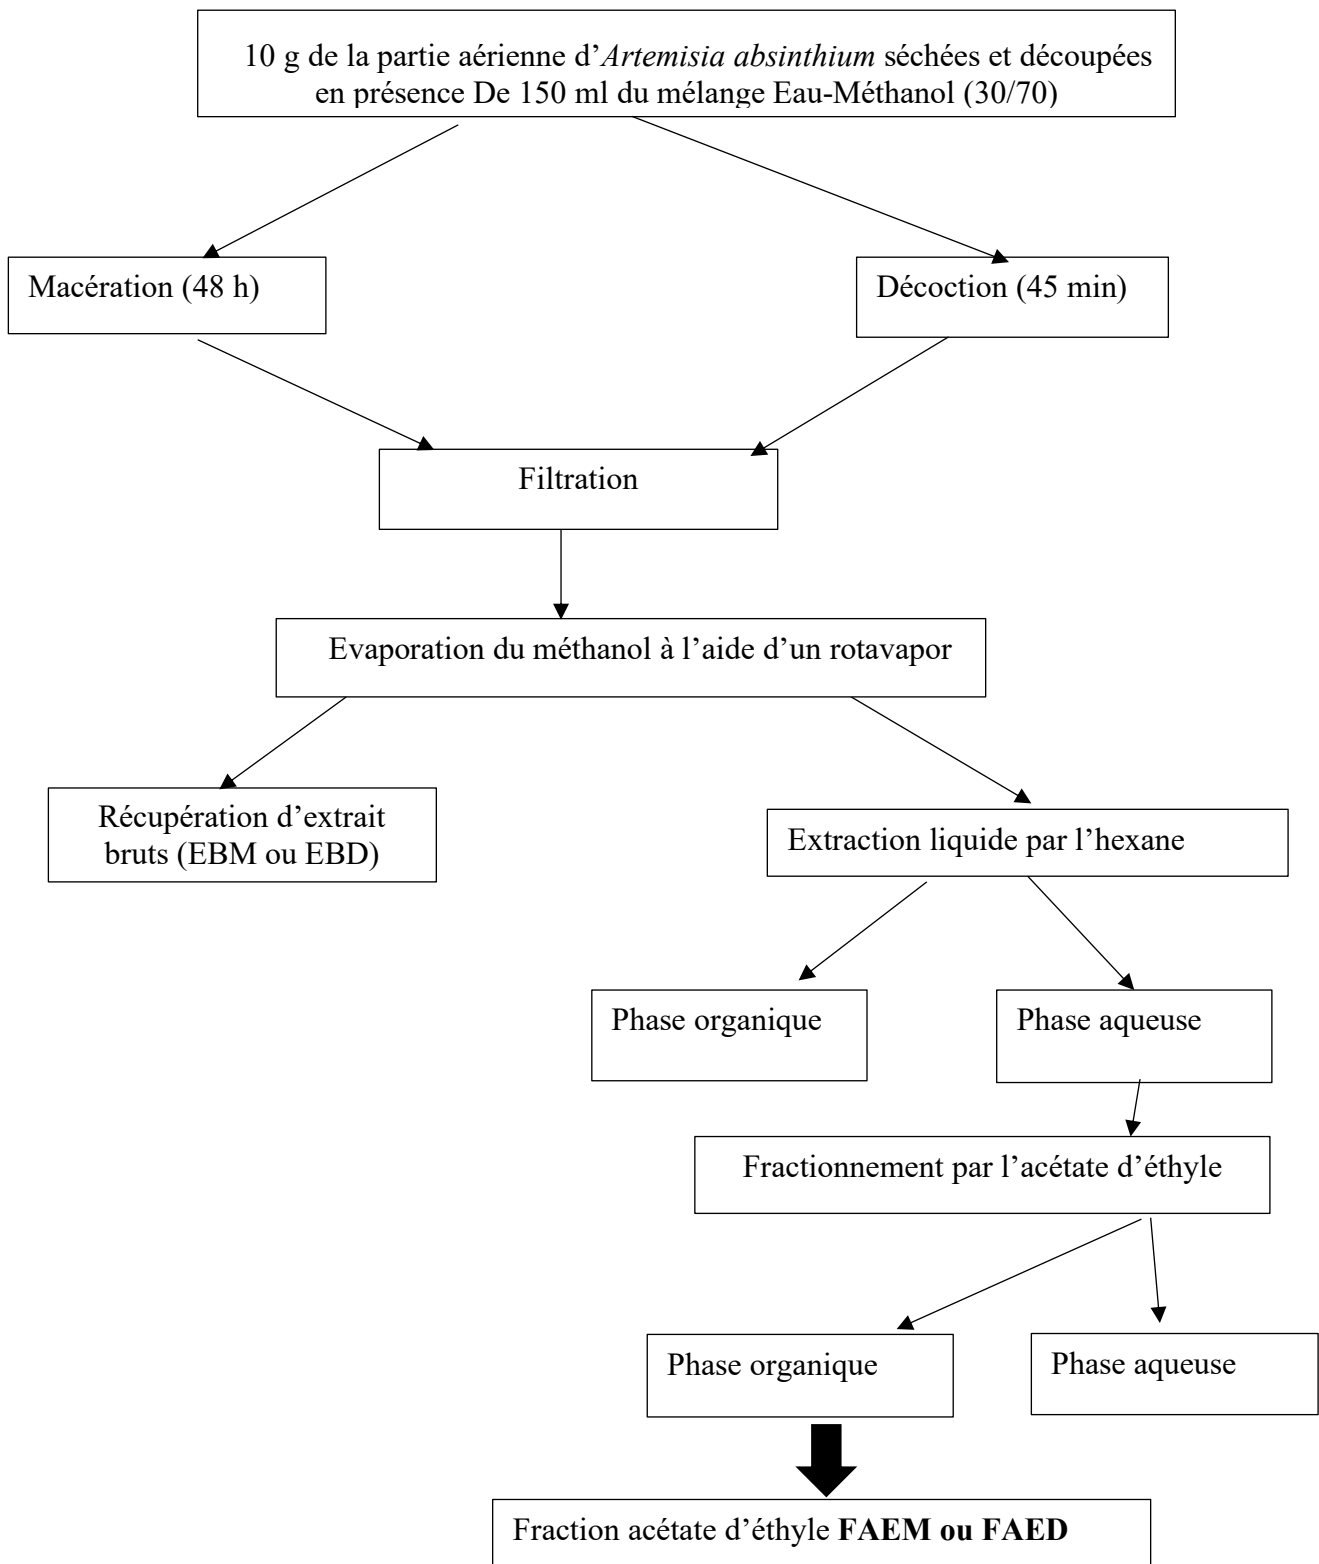 10 g de la partie aérienne d’Artemisia absinthium séchées et découpées
en présence De 150 ml du mélange Eau-Méthanol (30/70)
Macération (48 h)
Décoction (45 min)
Filtration
Evaporation du méthanol à l’aide d’un rotavapor
Récupération d’extrait
bruts (EBM ou EBD)
Extraction liquide par l’hexane
Phase organique
Phase aqueuse
Fractionnement par l’acétate d’éthyle
Phase organique
Phase aqueuse
Fraction acétate d’éthyle FAEM ou FAED